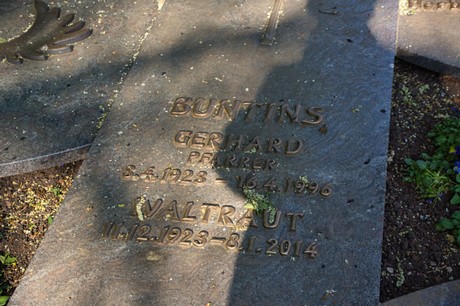 BUNTINS
GERHARD
PFARRER
8.4.1923 - 16.4.1996
WALTRAUT
11.12.1923 - 8.1.2014